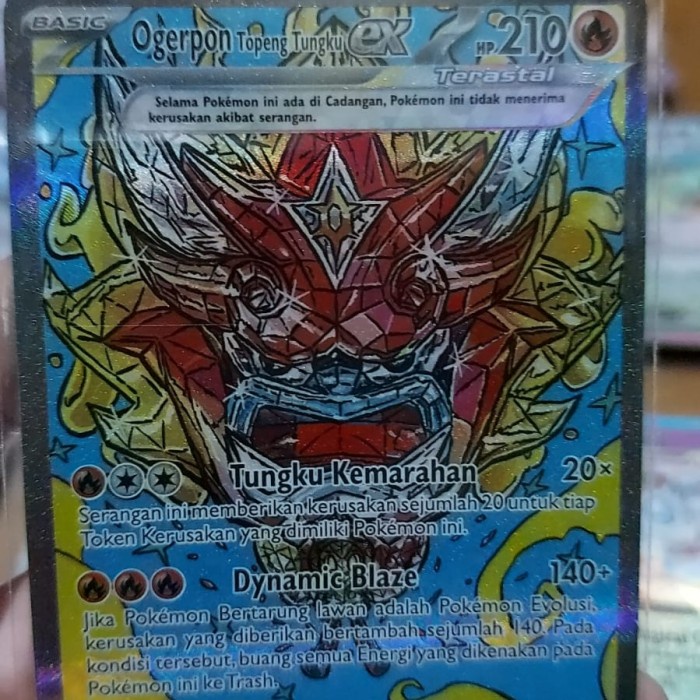 BASIC
Ogerpon Topeng Tungku ex HP 210
Terastal
Selama Pokémon ini ada di Cadangan, Pokémon ini tidak menerima
kerusakan akibat serangan.
Tungku Kemarahan 20×
Serangan ini memberikan kerusakan sejumlah 20 untuk tiap
Token Kerusakan yang dimiliki Pokémon ini.
Dynamic Blaze 140+
Jika Pokémon Bertarung lawan adalah Pokémon Evolusi,
kerusakan yang diberikan bertambah sejumlah 140. Pada
kondisi tersebut, buang semua Energi yang dikenakan pada
Pokémon ini ke Trash.